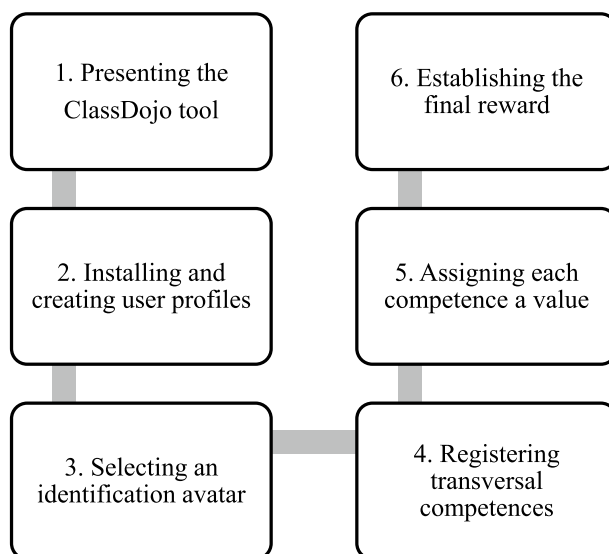 1. Presenting the
ClassDojo tool
2. Installing and
creating user profiles
3. Selecting an
identification avatar
4. Registering
transversal
competences
5. Assigning each
competence a value
6. Establishing the
final reward